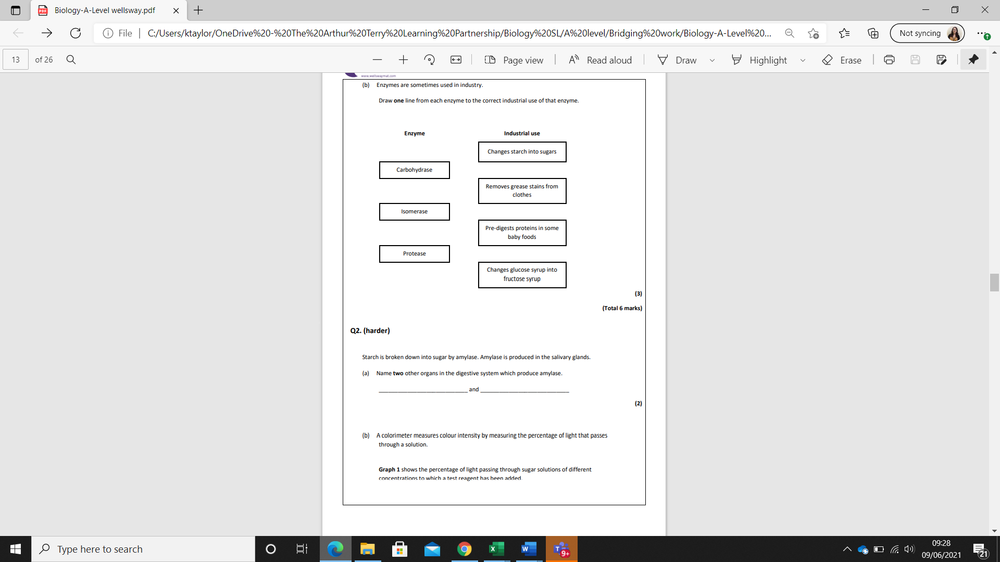 Biology-A-Level wellsway.pdf
File
C:/Users/ktaylor/OneDrive%20-%20The%20Arthur%20Terry%20Learning%20Partnership/Biology%20SL/A%20level/Bridging%20work/Biology-A-Level%20...
Not syncing
13 of 26
Page view
Read aloud
Draw
Highlight
Erase
www.wellswaymat.com
(b) Enzymes are sometimes used in industry.
Draw one line from each enzyme to the correct industrial use of that enzyme.
Enzyme Industrial use
Changes starch into sugars
Carbohydrase
Removes grease stains from
clothes
Isomerase
Pre-digests proteins in some
baby foods
Protease
Changes glucose syrup into
fructose syrup
(3)
(Total 6 marks)
Q2. (harder)
Starch is broken down into sugar by amylase. Amylase is produced in the salivary glands.
(a) Name two other organs in the digestive system which produce amylase.
____________________________ and ____________________________
(2)
(b) A colorimeter measures colour intensity by measuring the percentage of light that passes
through a solution.
Graph 1 shows the percentage of light passing through sugar solutions of different
concentrations to which a test reagent has been added.
Type here to search
9+
09:28
09/06/2021
21